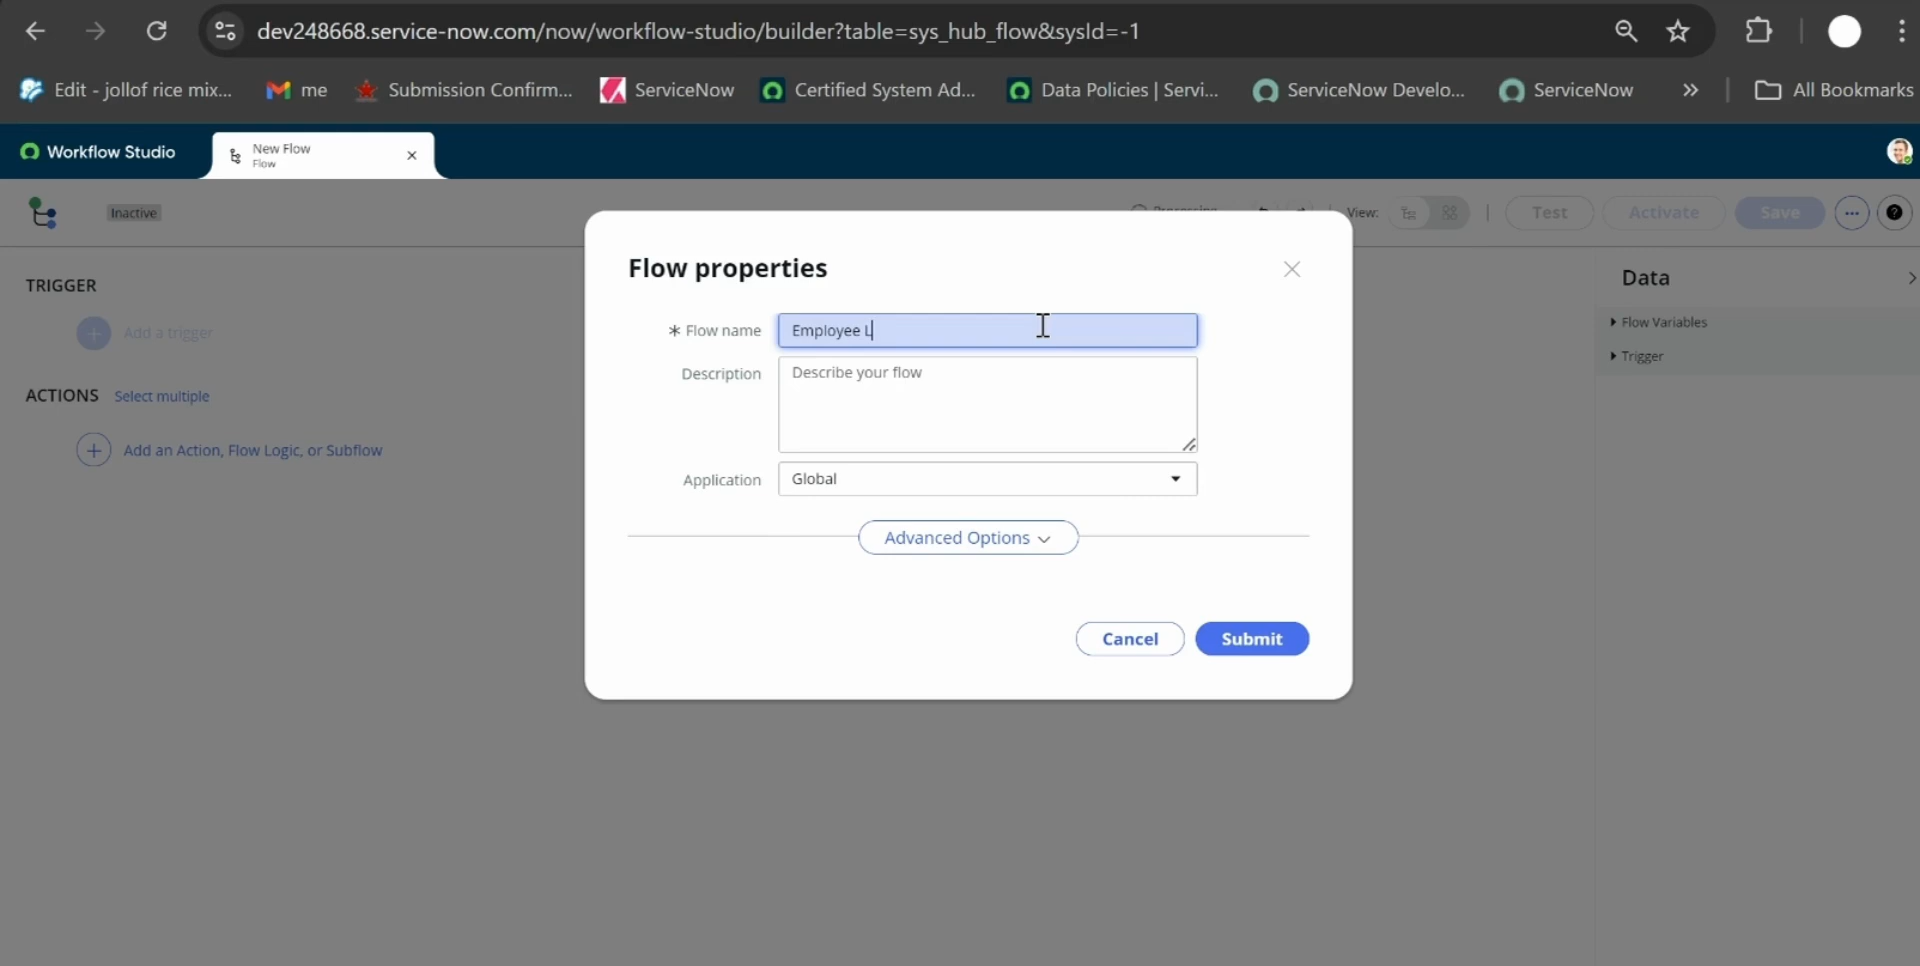 dev248668.service-now.com/now/workflow-studio/builder?table=sys_hub_flow&sysId=-1
Edit - jollof rice mix... me Submission Confirm... ServiceNow Certified System Ad... Data Policies | Servi... ServiceNow Develo... ServiceNow » All Bookmarks
Workflow Studio
New Flow
Flow
Inactive
Processing
View:
Test
Activate
Save
TRIGGER
Add a trigger
ACTIONS Select multiple
Add an Action, Flow Logic, or Subflow
Flow properties
* Flow name Employee L
Description Describe your flow
Application Global
Advanced Options
Cancel Submit
Data
Flow Variables
Trigger